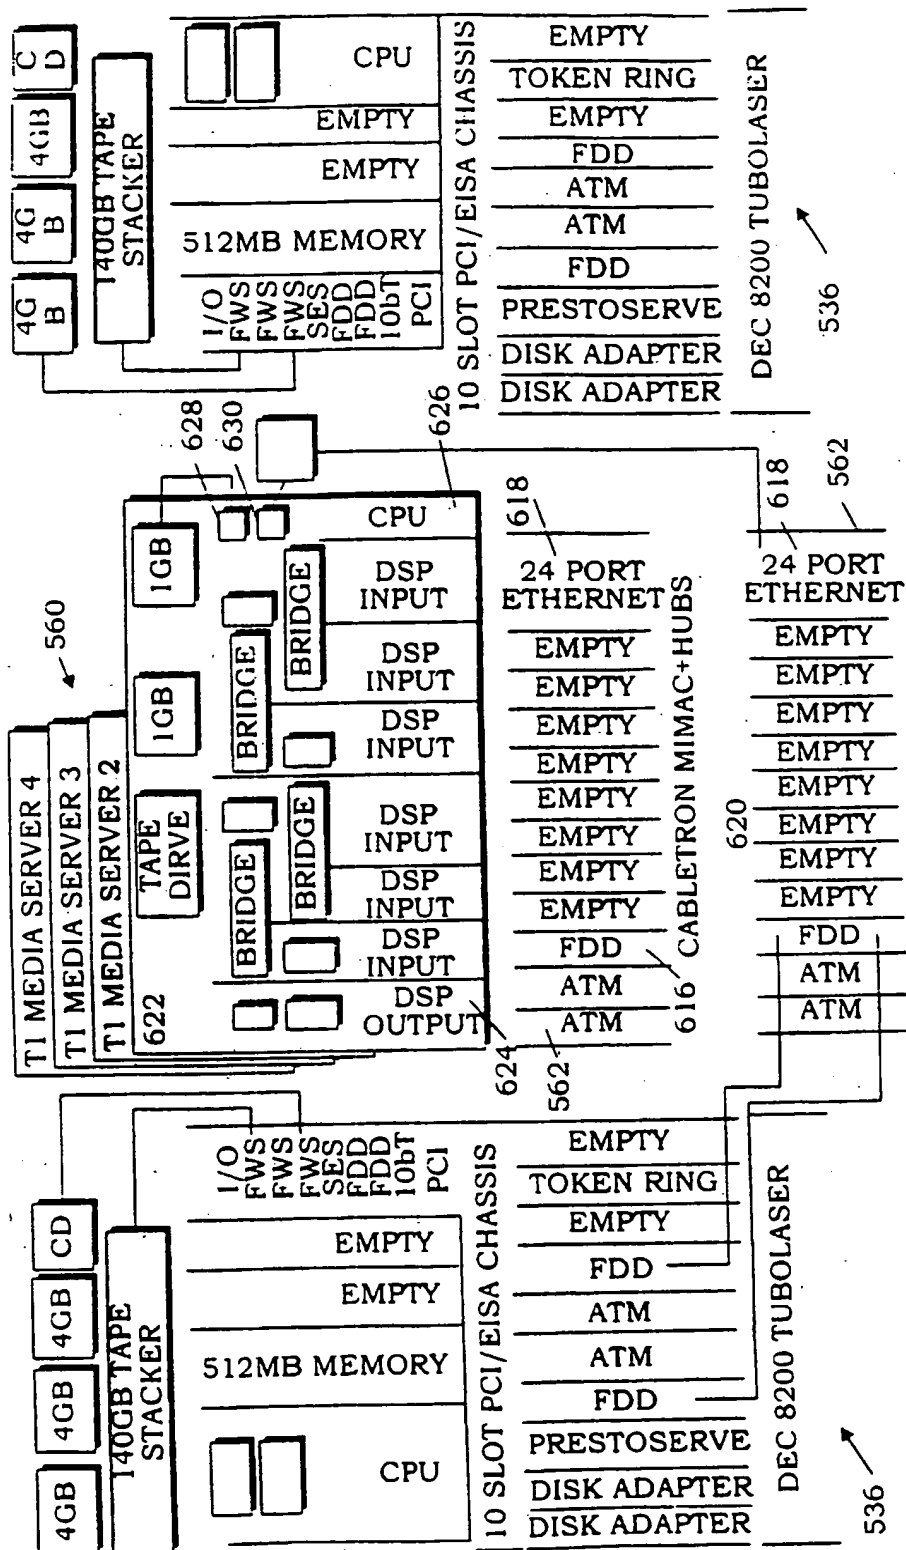 4GB
4GB
4GB
CD
140GB TAPE
STACKER
CPU
512MB MEMORY
EMPTY
EMPTY
I/O
FWS
FWS
FWS
SES
FDD
FDD
10bT
PCI
10 SLOT PCI/EISA CHASSIS
DISK ADAPTER
DISK ADAPTER
PRESTOSERVE
FDD
ATM
ATM
FDD
EMPTY
TOKEN RING
EMPTY
DEC 8200 TUBOLASER
536
T1 MEDIA SERVER 4
T1 MEDIA SERVER 3
T1 MEDIA SERVER 2
560
622
TAPE
DIRVE
1GB
1GB
628
630
BRIDGE
BRIDGE
BRIDGE
BRIDGE
DSP
OUTPUT
DSP
INPUT
DSP
INPUT
DSP
INPUT
DSP
INPUT
DSP
INPUT
DSP
INPUT
CPU
626
624
562
618
ATM
ATM
FDD
EMPTY
EMPTY
EMPTY
EMPTY
EMPTY
EMPTY
EMPTY
EMPTY
24 PORT
ETHERNET
616
CABLETRON MIMAC+HUBS
620
618
562
ATM
ATM
FDD
EMPTY
EMPTY
EMPTY
EMPTY
EMPTY
EMPTY
EMPTY
EMPTY
24 PORT
ETHERNET
4G
B
4G
B
4GB
C
D
140GB TAPE
STACKER
I/O
FWS
FWS
FWS
SES
FDD
FDD
10bT
PCI
512MB MEMORY
EMPTY
EMPTY
CPU
10 SLOT PCI/EISA CHASSIS
DISK ADAPTER
DISK ADAPTER
PRESTOSERVE
FDD
ATM
ATM
FDD
EMPTY
TOKEN RING
EMPTY
DEC 8200 TUBOLASER
536